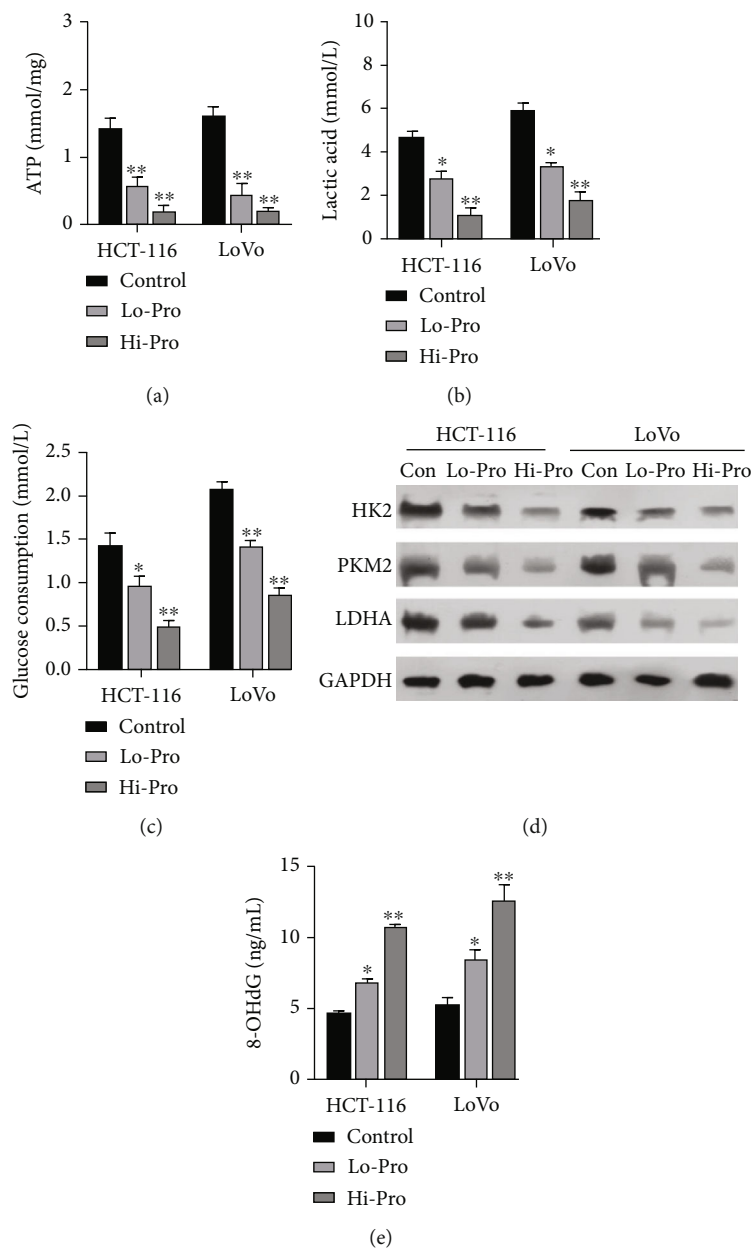 3
2
1
0
ATP (mmol/mg)
** ** ** **
HCT-116 LoVo
Control
Lo-Pro
Hi-Pro
(a)
10
8
6
4
2
0
Lactic acid (mmol/L)
* ** * **
HCT-116 LoVo
Control
Lo-Pro
Hi-Pro
(b)
2.5
2.0
1.5
1.0
0.5
0.0
Glucose consumption (mmol/L)
* ** ** **
HCT-116 LoVo
Control
Lo-Pro
Hi-Pro
(c)
HCT-116 LoVo
Con Lo-Pro Hi-Pro Con Lo-Pro Hi-Pro
HK2
PKM2
LDHA
GAPDH
(d)
15
10
5
0
8-OHdG (ng/mL)
* ** * **
HCT-116 LoVo
Control
Lo-Pro
Hi-Pro
(e)